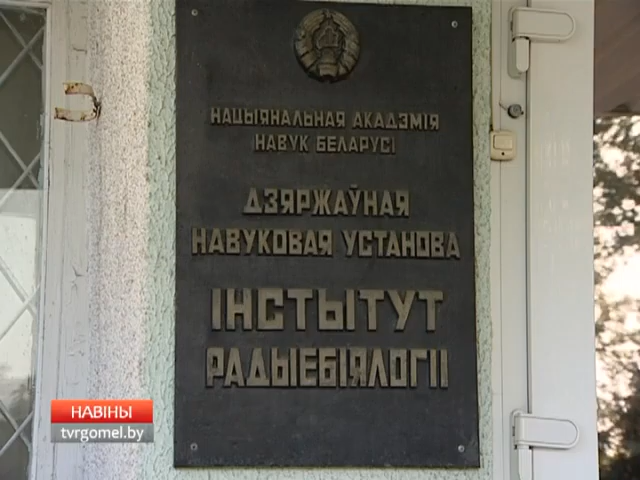 НАЦЫЯНАЛЬНАЯ АКАДЭМІЯ
НАВУК БЕЛАРУСІ
ДЗЯРЖАЎНАЯ
НАВУКОВАЯ УСТАНОВА
ІНСТЫТУТ
РАДЫЕБІЯЛОГІІ
НАВІНЫ
tvrgomel.by